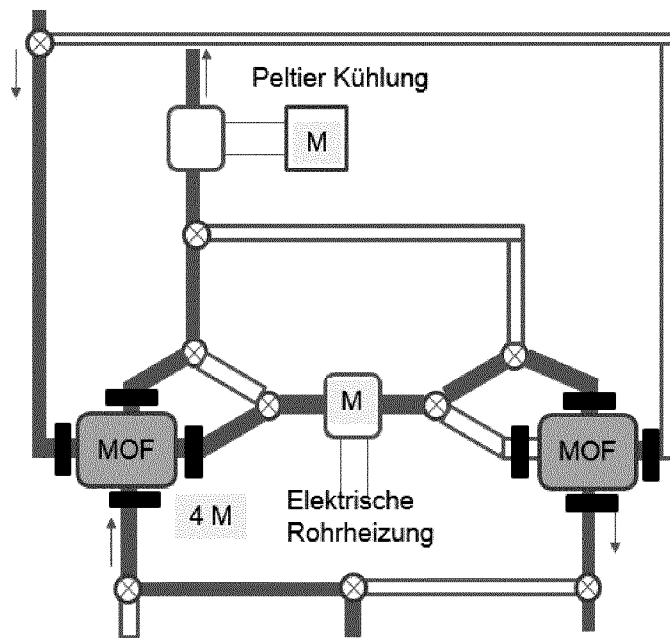 Peltier Kühlung
M
M
MOF
MOF
4 M
Elektrische
Rohrheizung